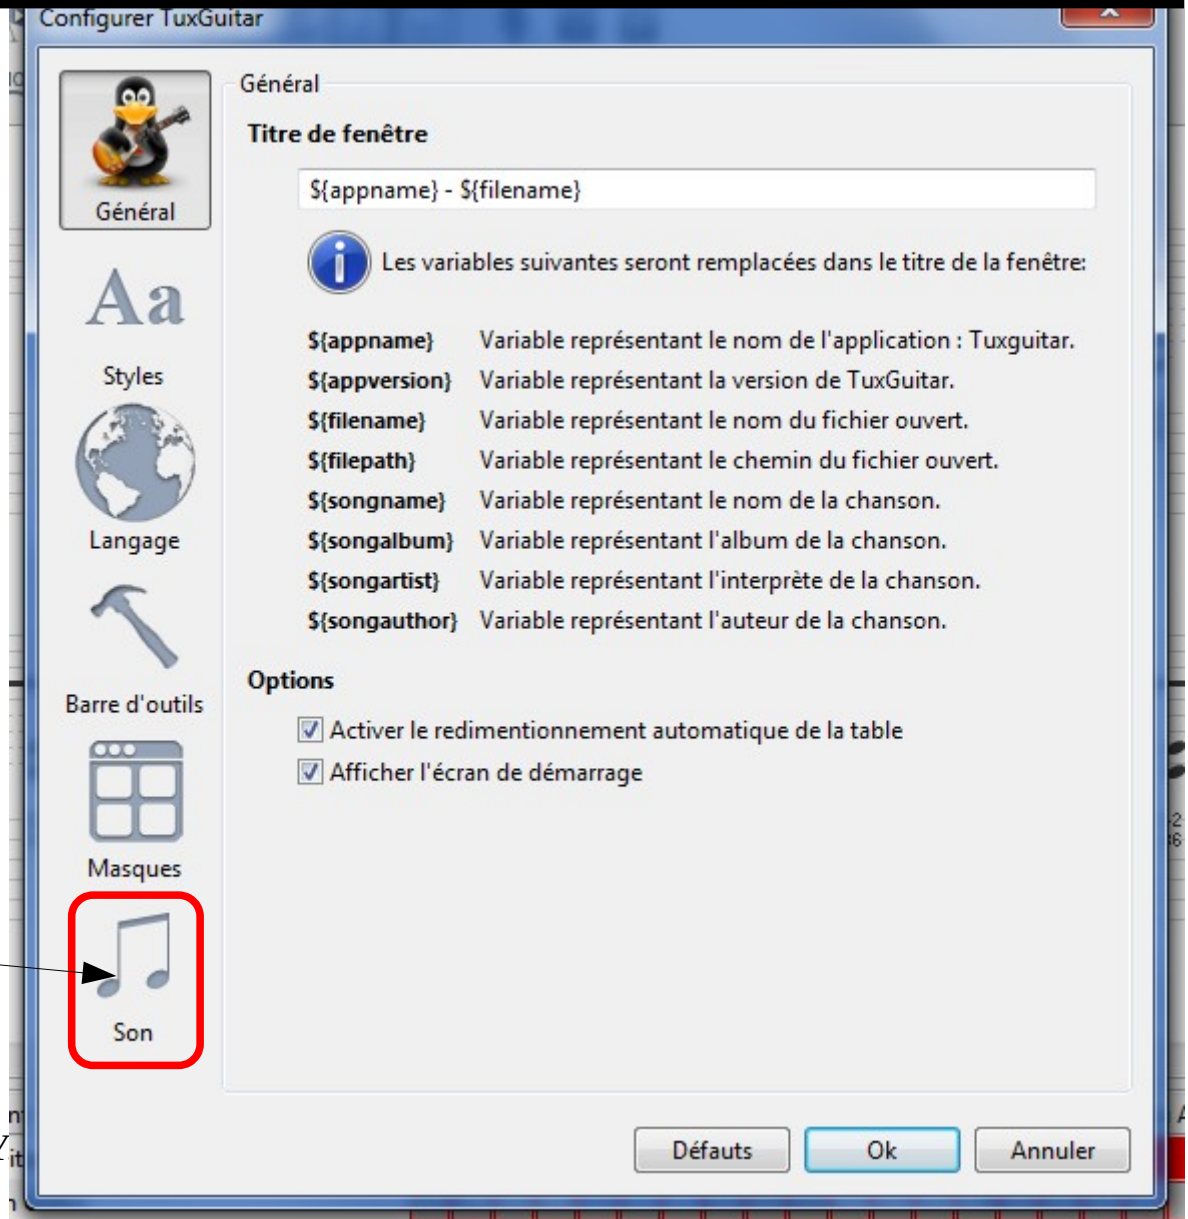 Configurer TuxGuitar
Général
Général
Titre de fenêtre
${appname} - ${filename}
Les variables suivantes seront remplacées dans le titre de la fenêtre:
${appname} Variable représentant le nom de l'application : Tuxguitar.
${appversion} Variable représentant la version de TuxGuitar.
${filename} Variable représentant le nom du fichier ouvert.
${filepath} Variable représentant le chemin du fichier ouvert.
${songname} Variable représentant le nom de la chanson.
${songalbum} Variable représentant l'album de la chanson.
${songartist} Variable représentant l'interprète de la chanson.
${songauthor} Variable représentant l'auteur de la chanson.
Aa
Styles
Langage
Barre d'outils
Masques
Son
Options
Activer le redimentionnement automatique de la table
Afficher l'écran de démarrage
Défauts
Ok
Annuler